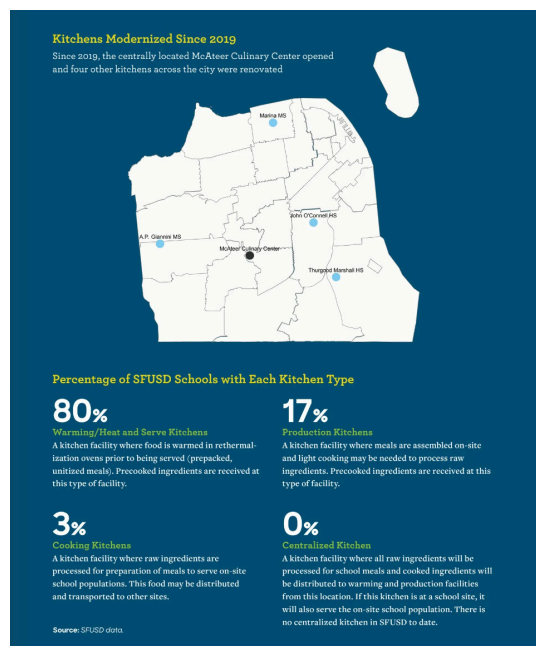 Kitchens Modernized Since 2019
Since 2019, the centrally located McAteer Culinary Center opened
and four other kitchens across the city were renovated
Marina MS
John O'Connell HS
A.P. Giannini MS
McAteer Culinary Center
Thurgood Marshall HS
Percentage of SFUSD Schools with Each Kitchen Type
80%
Warming/Heat and Serve Kitchens
A kitchen facility where food is warmed in rethermal-
ization ovens prior to being served (prepacked,
unitized meals). Precooked ingredients are received at
this type of facility.
17%
Production Kitchens
A kitchen facility where meals are assembled on-site
and light cooking may be needed to process raw
ingredients. Precooked ingredients are received at this
type of facility.
3%
Cooking Kitchens
A kitchen facility where raw ingredients are
processed for preparation of meals to serve on-site
school populations. This food may be distributed
and transported to other sites.
0%
Centralized Kitchen
A kitchen facility where all raw ingredients will be
processed for school meals and cooked ingredients will
be distributed to warming and production facilities
from this location. If this kitchen is at a school site, it
will also serve the on-site school population. There is
no centralized kitchen in SFUSD to date.
Source: SFUSD data.